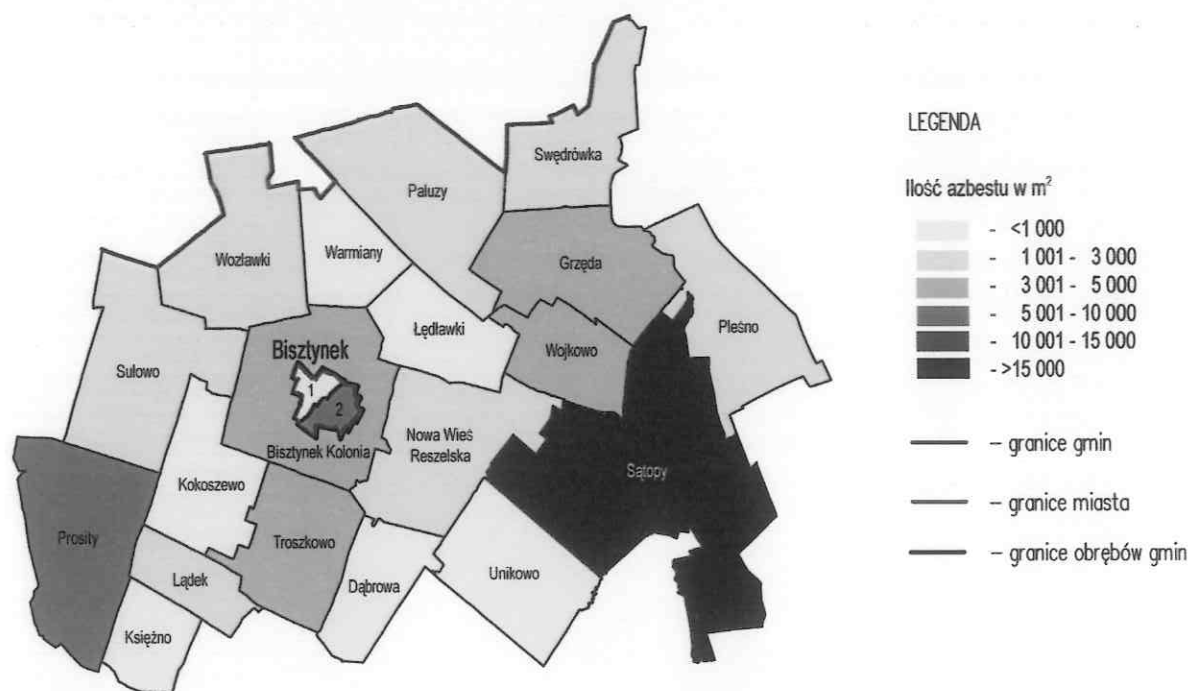 Swędrówka
Paluzy
Wozławki
Warmiany
Grzęda
Pleśno
Łędławki
Wojkowo
Sułowo
Bisztynek
1
2
Nowa Wieś
Reszelska
Bisztynek Kolonia
Sątopy
Kokoszewo
Prosity
Troszkowo
Lądek
Dąbrowa
Unikowo
Księżno
LEGENDA
Ilość azbestu w m²
- <1 000
- 1 001 - 3 000
- 3 001 - 5 000
- 5 001 - 10 000
- 10 001 - 15 000
- >15 000
- granice gmin
- granice miasta
- granice obrębów gmin